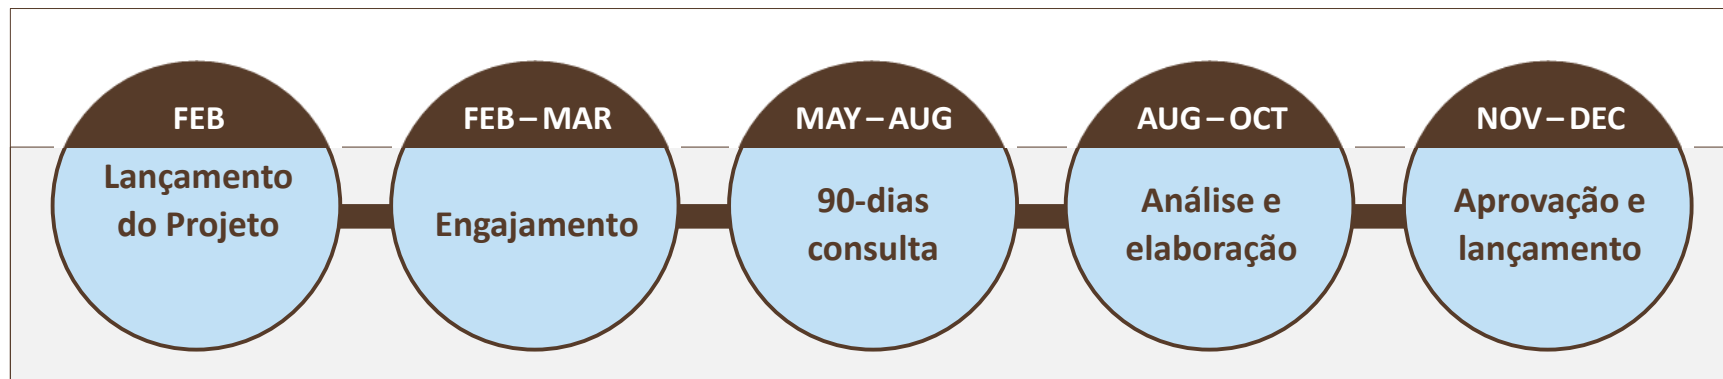 FEB
Lançamento
do Projeto
FEB – MAR
Engajamento
MAY – AUG
90-dias
consulta
AUG – OCT
Análise e
elaboração
NOV – DEC
Aprovação e
lançamento